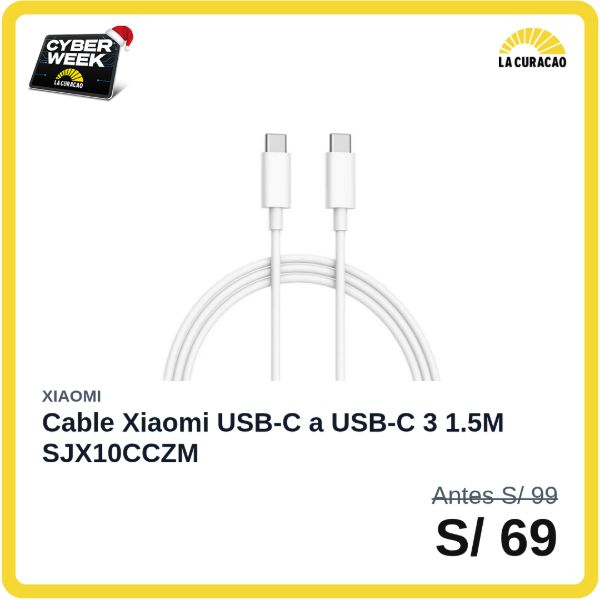 CYBER
WEEK
LA CURACAO
LA CURACAO
XIAOMI
Cable Xiaomi USB-C a USB-C 3 1.5M
SJX10CCZM
Antes S/ 99
S/ 69